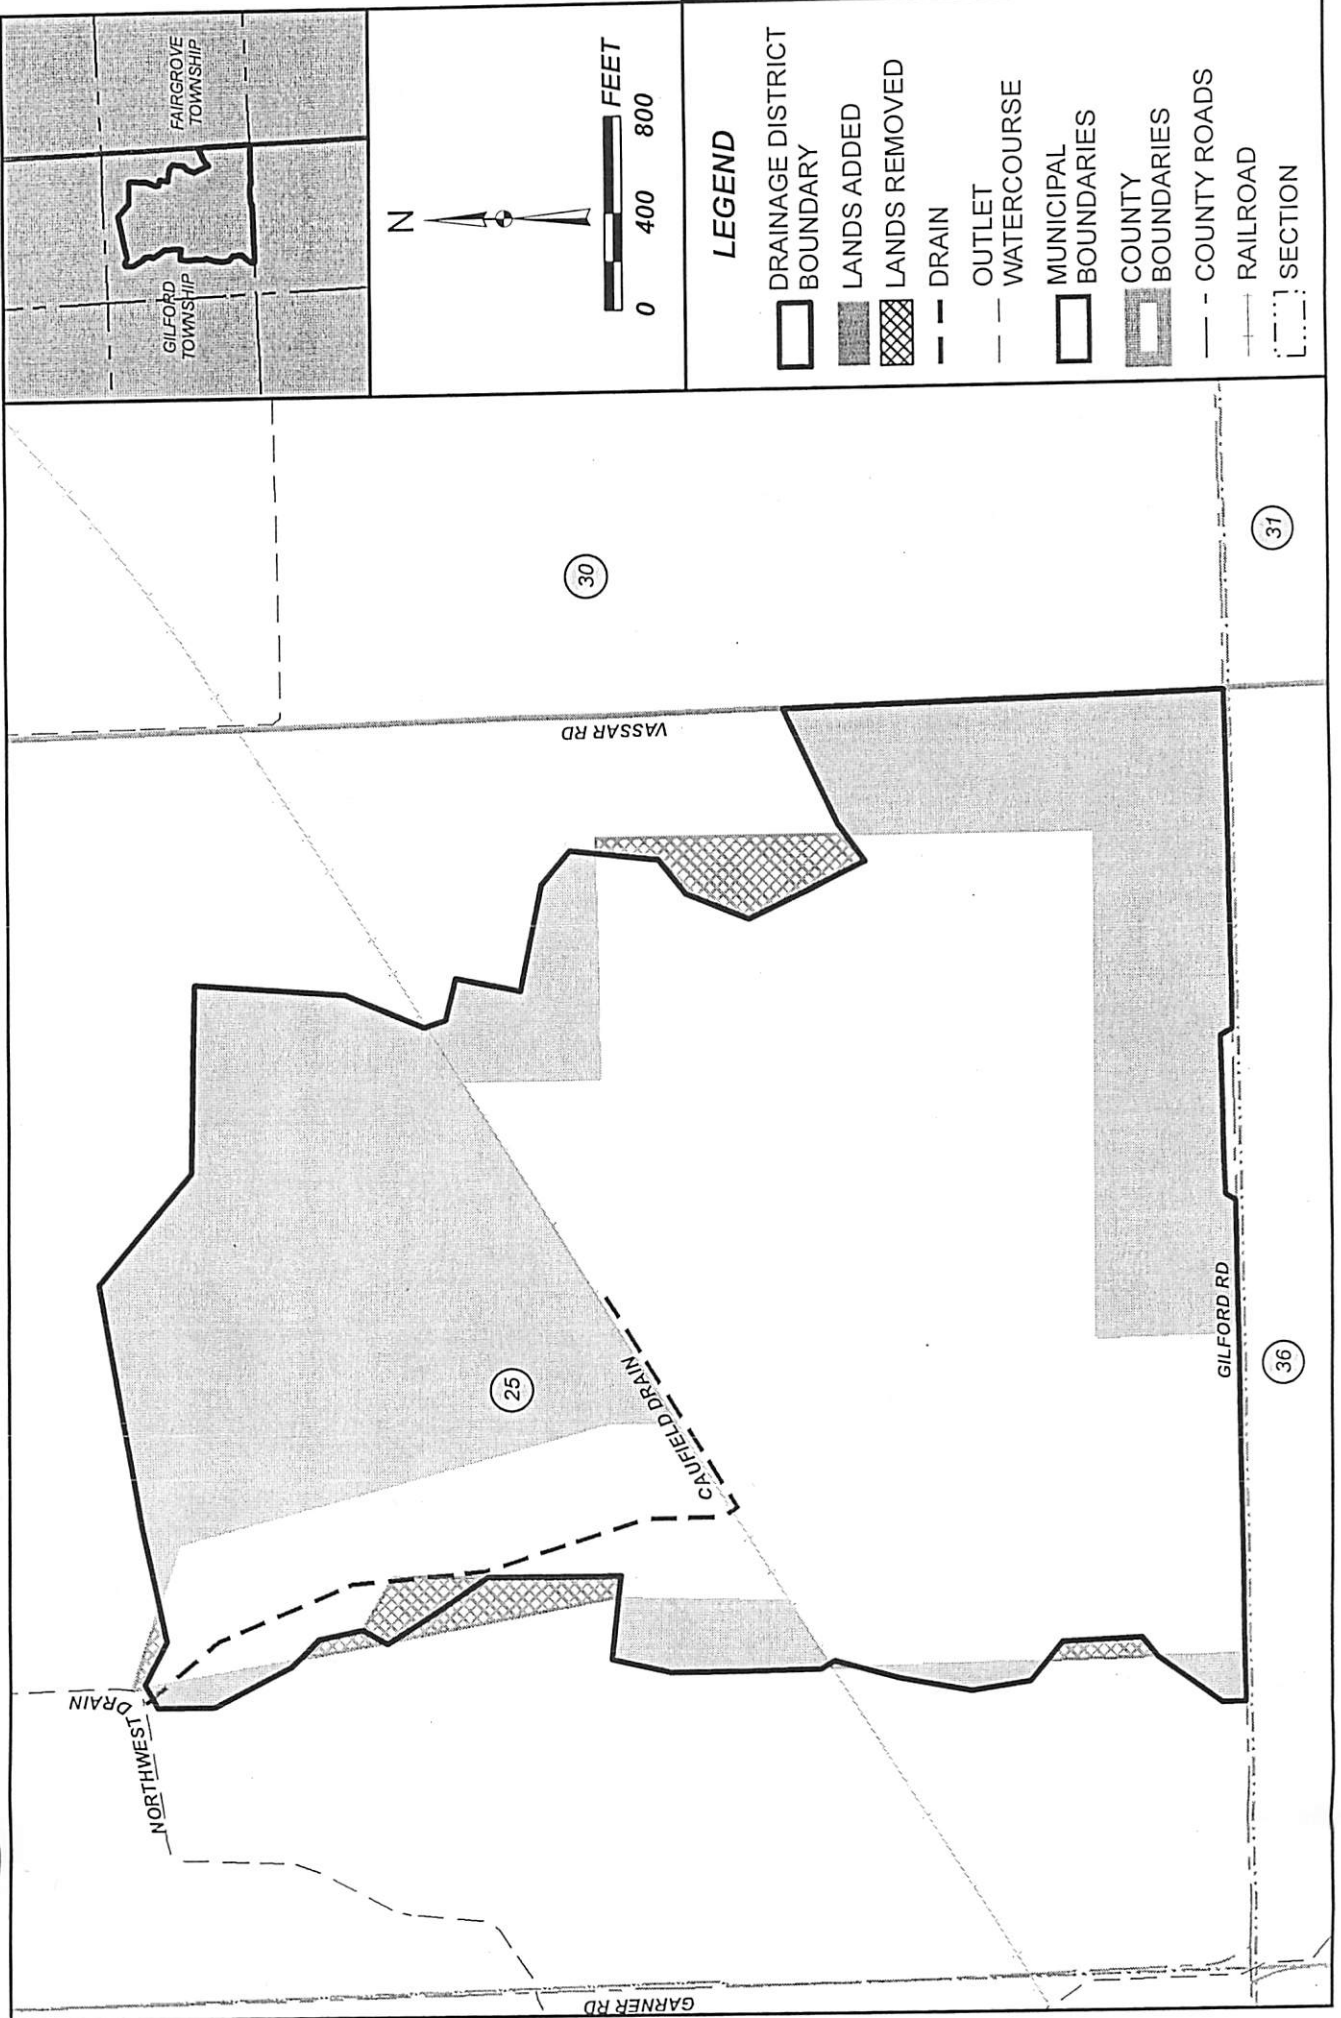 FAIRGROVE
TOWNSHIP
GILFORD
TOWNSHIP
N
FEET
0 400 800
LEGEND
DRAINAGE DISTRICT
BOUNDARY
LANDS ADDED
LANDS REMOVED
DRAIN
OUTLET
WATERCOURSE
MUNICIPAL
BOUNDARIES
COUNTY
BOUNDARIES
COUNTY ROADS
RAILROAD
SECTION
NORTHWEST
DRAIN
25
CAUFIELD DRAIN
VASSAR RD
30
GARNER RD
GILFORD RD
36
31